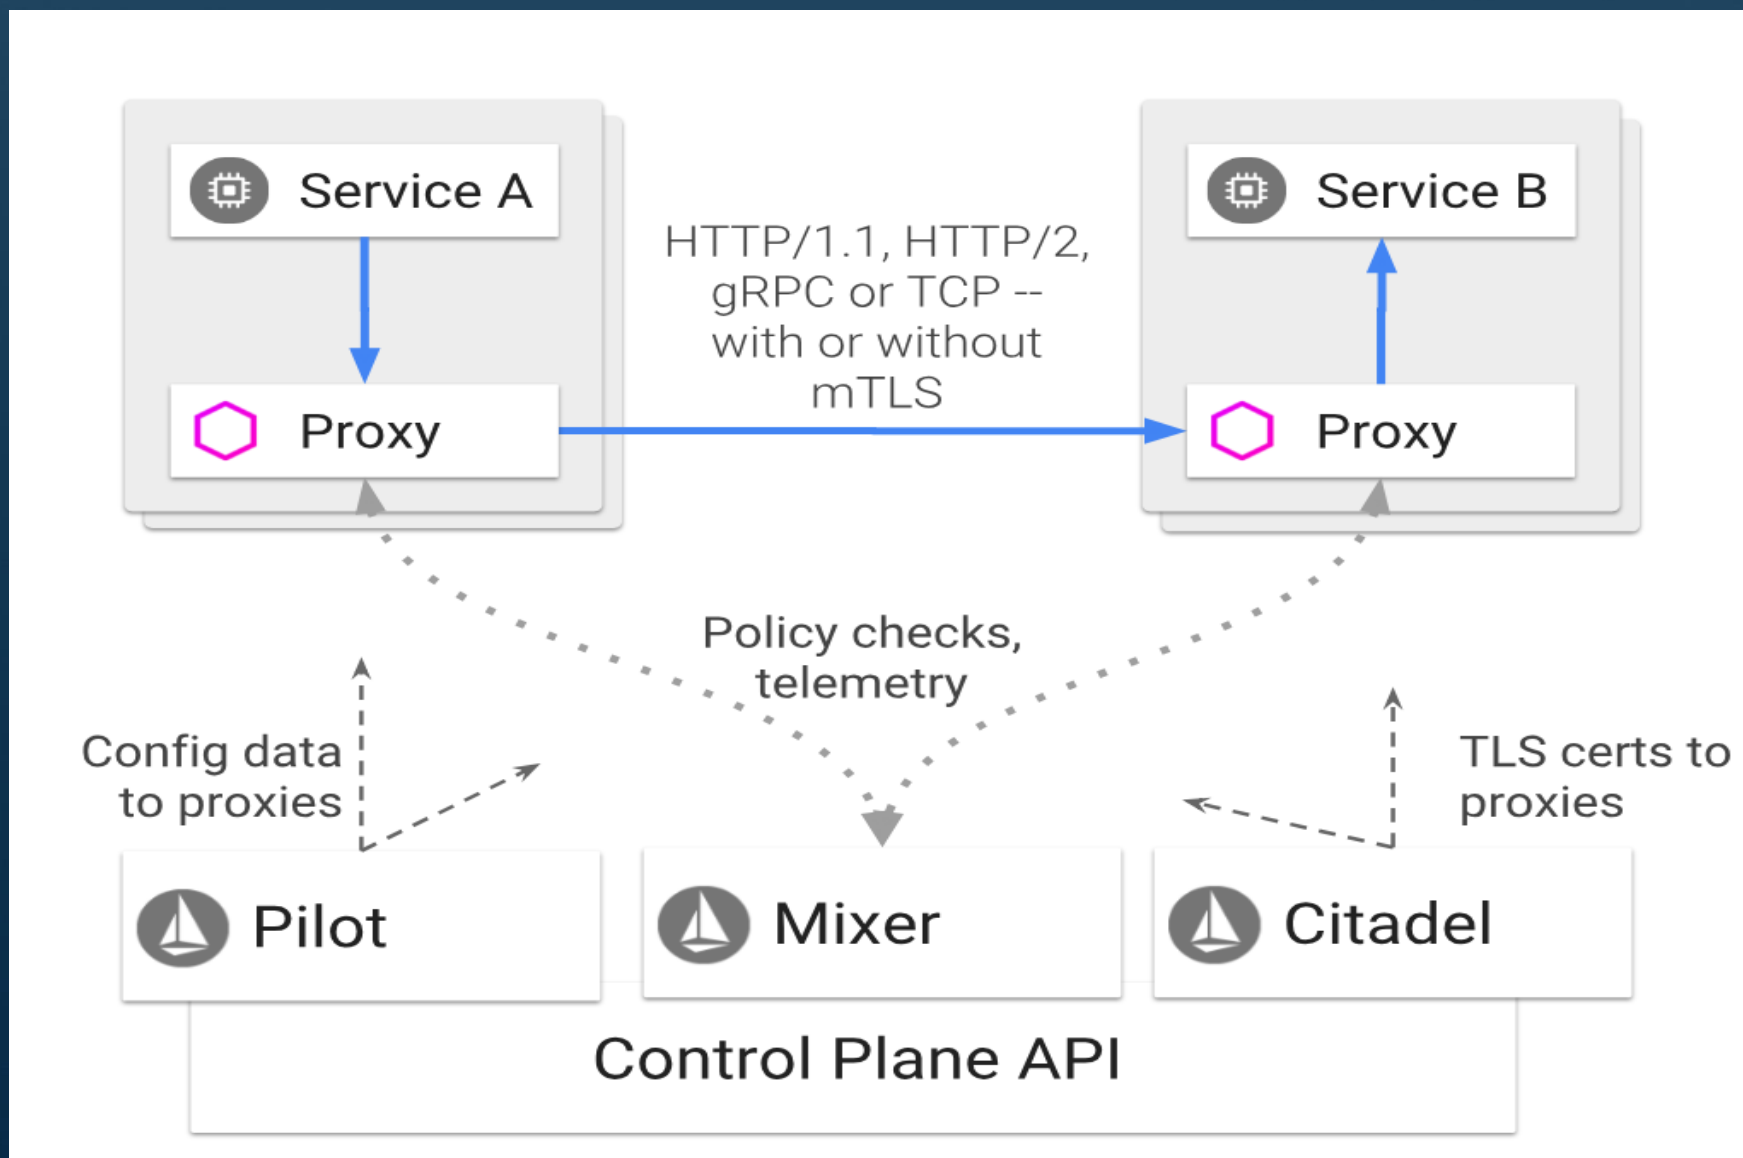 Service A
Service B
HTTP/1.1, HTTP/2,
gRPC or TCP --
with or without
mTLS
Proxy
Proxy
Policy checks,
telemetry
Config data
to proxies
TLS certs to
proxies
Pilot
Mixer
Citadel
Control Plane API